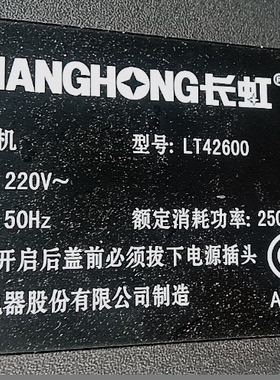 HANGHONG长虹®
机 型号: LT42600
220V~
50Hz 额定消耗功率: 250
开启后盖前必须拔下电源插头
电器股份有限公司制造
A